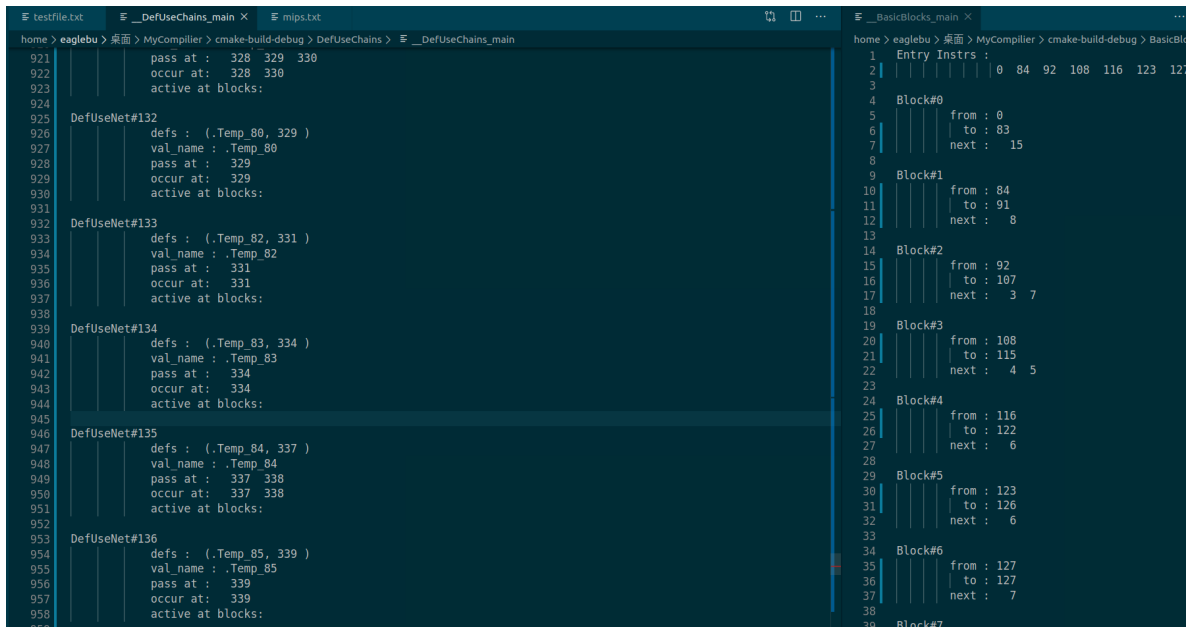 testfile.txt __DefUseChains_main × mips.txt ···
home > eaglebu > 桌面 > MyCompilier > cmake-build-debug > DefUseChains > __DefUseChains_main
921 pass at : 328 329 330
922 occur at: 328 330
923 active at blocks:
924
925 DefUseNet#132
926 defs : (.Temp_80, 329 )
927 val_name : .Temp_80
928 pass at : 329
929 occur at: 329
930 active at blocks:
931
932 DefUseNet#133
933 defs : (.Temp_82, 331 )
934 val_name : .Temp_82
935 pass at : 331
936 occur at: 331
937 active at blocks:
938
939 DefUseNet#134
940 defs : (.Temp_83, 334 )
941 val_name : .Temp_83
942 pass at : 334
943 occur at: 334
944 active at blocks:
945
946 DefUseNet#135
947 defs : (.Temp_84, 337 )
948 val_name : .Temp_84
949 pass at : 337 338
950 occur at: 337 338
951 active at blocks:
952
953 DefUseNet#136
954 defs : (.Temp_85, 339 )
955 val_name : .Temp_85
956 pass at : 339
957 occur at: 339
958 active at blocks:
__BasicBlocks_main × ···
home > eaglebu > 桌面 > MyCompilier > cmake-build-debug > BasicBlo
1 Entry Instrs :
2 0 84 92 108 116 123 127
3
4 Block#0
5 from : 0
6 to : 83
7 next : 15
8
9 Block#1
10 from : 84
11 to : 91
12 next : 8
13
14 Block#2
15 from : 92
16 to : 107
17 next : 3 7
18
19 Block#3
20 from : 108
21 to : 115
22 next : 4 5
23
24 Block#4
25 from : 116
26 to : 122
27 next : 6
28
29 Block#5
30 from : 123
31 to : 126
32 next : 6
33
34 Block#6
35 from : 127
36 to : 127
37 next : 7
38
39 Block#7